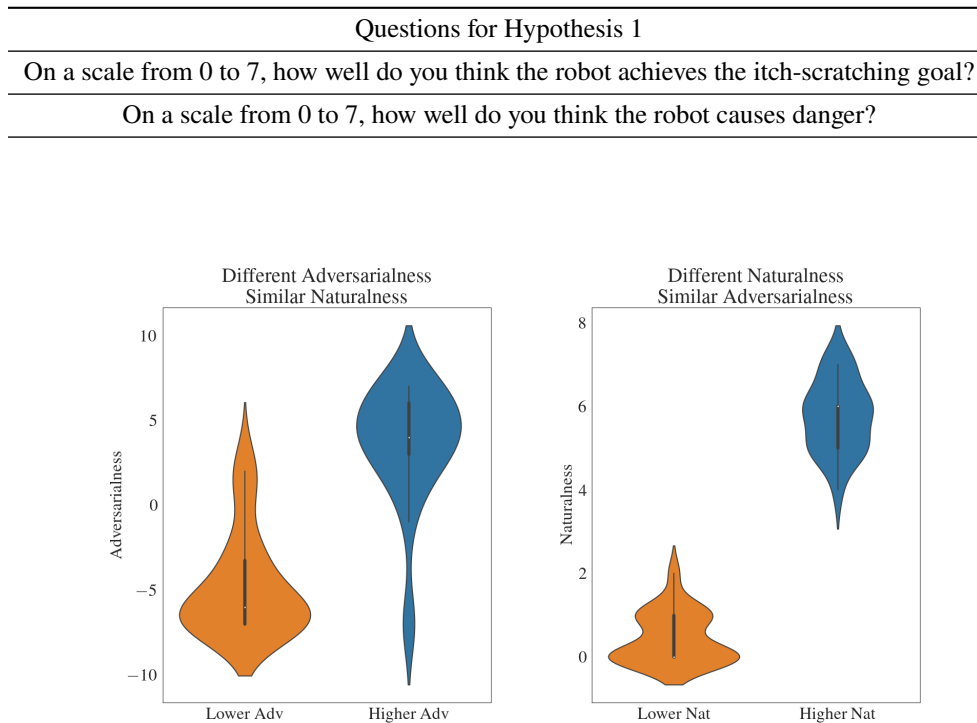 Questions for Hypothesis 1
On a scale from 0 to 7, how well do you think the robot achieves the itch-scratching goal?
On a scale from 0 to 7, how well do you think the robot causes danger?
Different Adversarialness
Similar Naturalness
10
5
0
−5
−10
Adversarialness
Lower Adv
Higher Adv
Different Naturalness
Similar Adversarialness
8
6
4
2
0
Naturalness
Lower Nat
Higher Nat